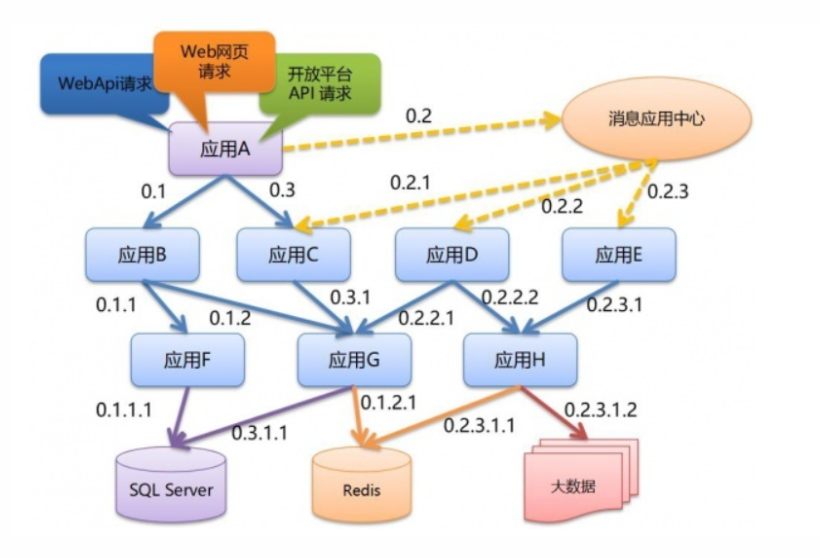 Web网页
请求
WebApi请求
开放平台
API 请求
应用A
0.2
消息应用中心
0.1
0.3
0.2.1
0.2.2
0.2.3
应用B
应用C
应用D
应用E
0.1.1
0.1.2
0.3.1
0.2.2.1
0.2.2.2
0.2.3.1
应用F
应用G
应用H
0.1.1.1
0.3.1.1
0.1.2.1
0.2.3.1.1
0.2.3.1.2
SQL Server
Redis
大数据